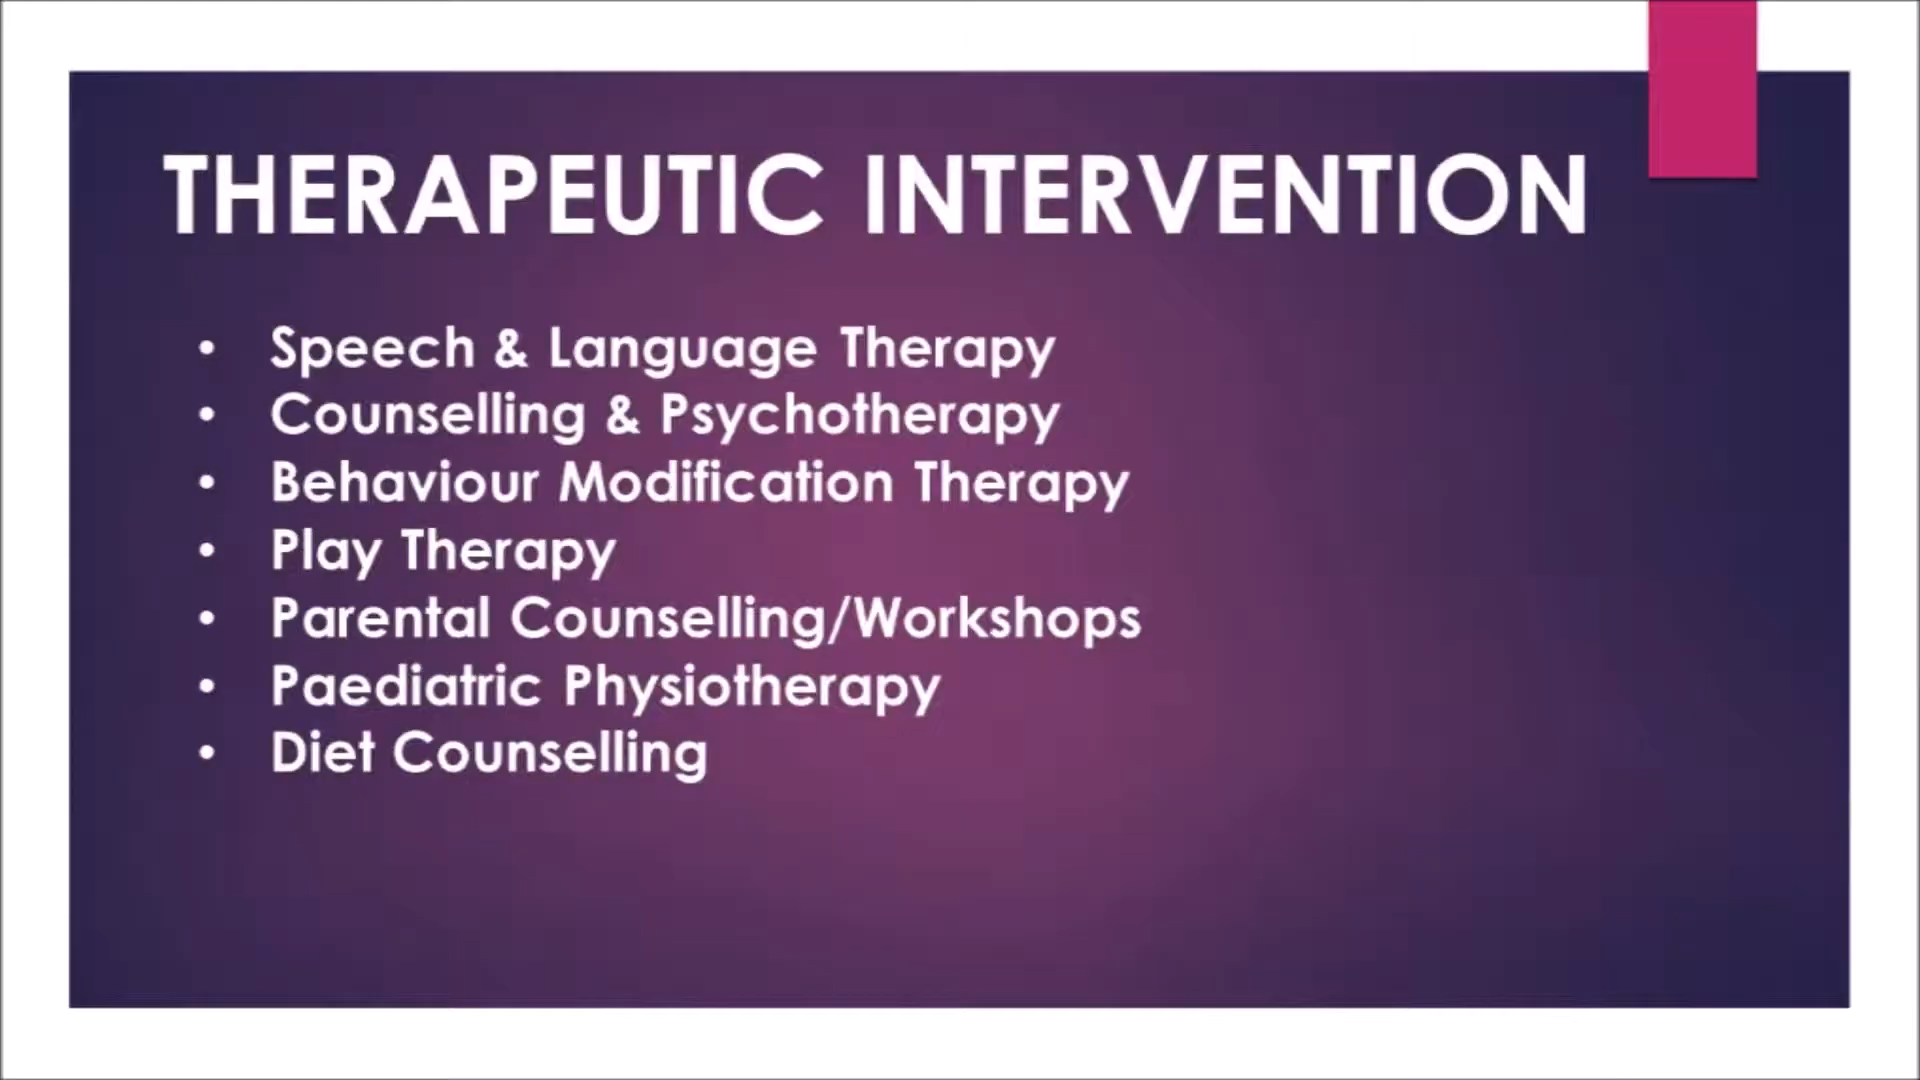 THERAPEUTIC INTERVENTION
• Speech & Language Therapy
• Counselling & Psychotherapy
• Behaviour Modification Therapy
• Play Therapy
• Parental Counselling/Workshops
• Paediatric Physiotherapy
• Diet Counselling